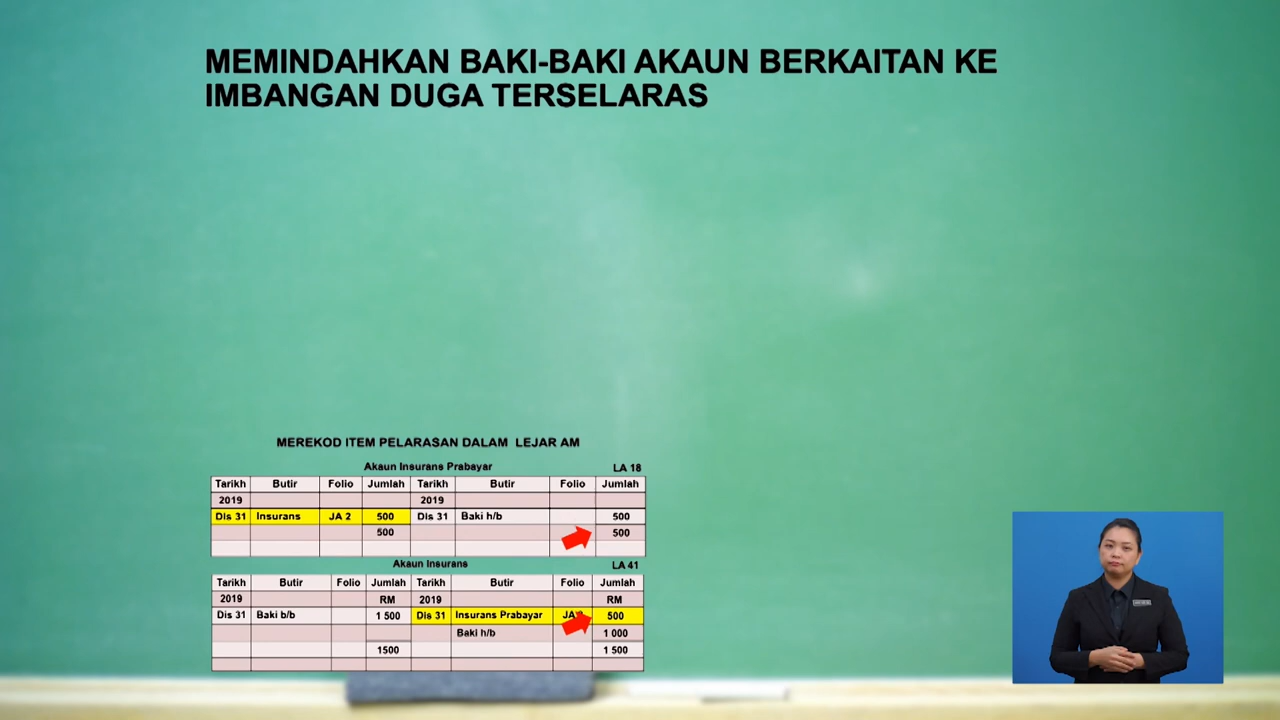 MEMINDAHKAN BAKI-BAKI AKAUN BERKAITAN KE
IMBANGAN DUGA TERSELARAS
MEREKOD ITEM PELARASAN DALAM LEJAR AM
Akaun Insurans Prabayar LA 18
Tarikh Butir Folio Jumlah Tarikh Butir Folio Jumlah
2019 2019
Dis 31 Insurans JA 2 500 Dis 31 Baki h/b 500
500 500
Akaun Insurans LA 41
Tarikh Butir Folio Jumlah Tarikh Butir Folio Jumlah
2019 RM 2019 RM
Dis 31 Baki b/b 1 500 Dis 31 Insurans Prabayar 500
Baki h/b 1 000
1500 1 500